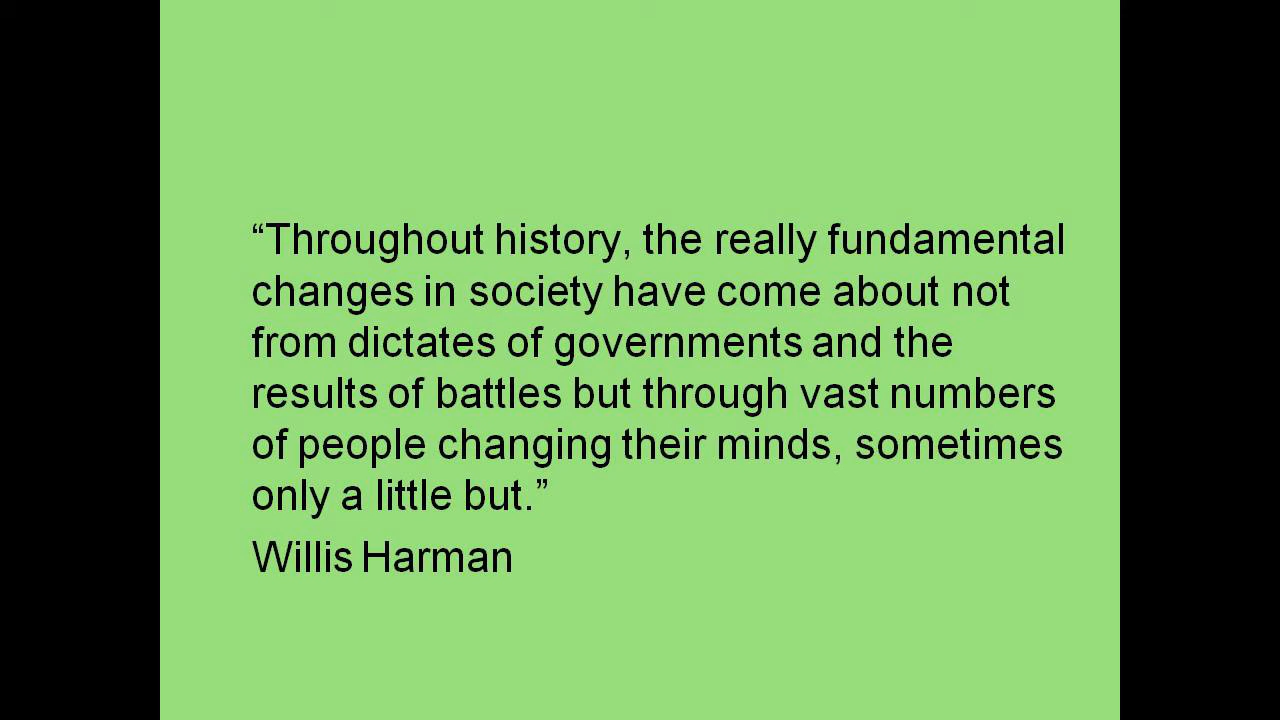 “Throughout history, the really fundamental
changes in society have come about not
from dictates of governments and the
results of battles but through vast numbers
of people changing their minds, sometimes
only a little but.”
Willis Harman